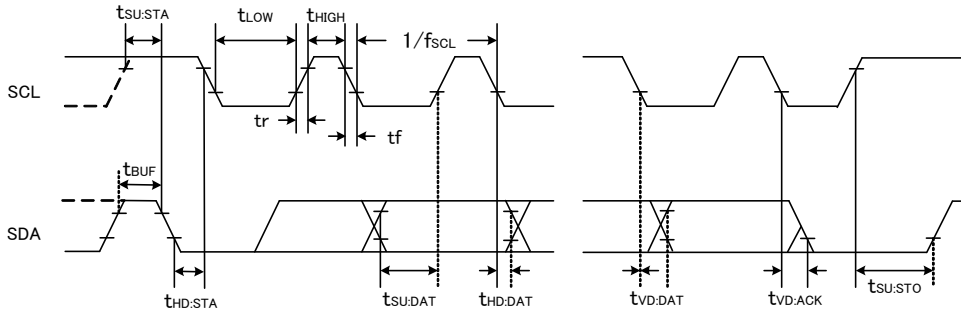 tSU:STA tLOW tHIGH 1/fSCL
SCL
tr tf
tBUF
SDA
tHD:STA tSU:DAT tHD:DAT tVD:DAT tVD:ACK tSU:STO